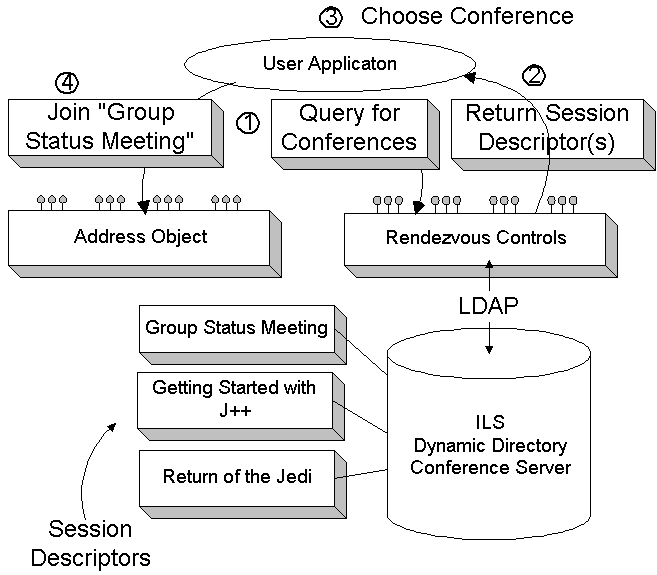 ③ Choose Conference
User Applicaton
④
Join "Group
Status Meeting"
①
Query for
Conferences
②
Return Session
Descriptor(s)
Address Object
Rendezvous Controls
LDAP
Group Status Meeting
Getting Started with
J++
Return of the Jedi
ILS
Dynamic Directory
Conference Server
Session
Descriptors